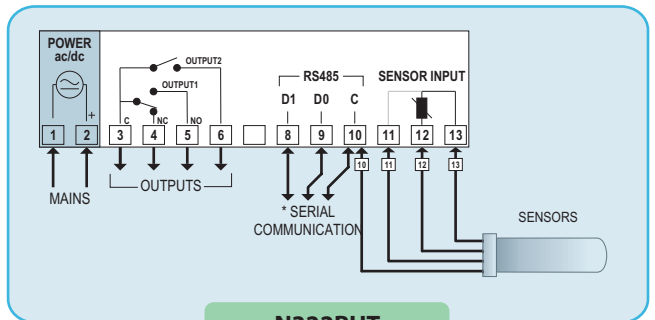 POWER
ac/dc
+
OUTPUT2
OUTPUT1
C
NC
NO
RS485
D1 D0 C
SENSOR INPUT
1 2 3 4 5 6 8 9 10 11 12 13
MAINS
OUTPUTS
* SERIAL
COMMUNICATION
10 11 12 13
SENSORS